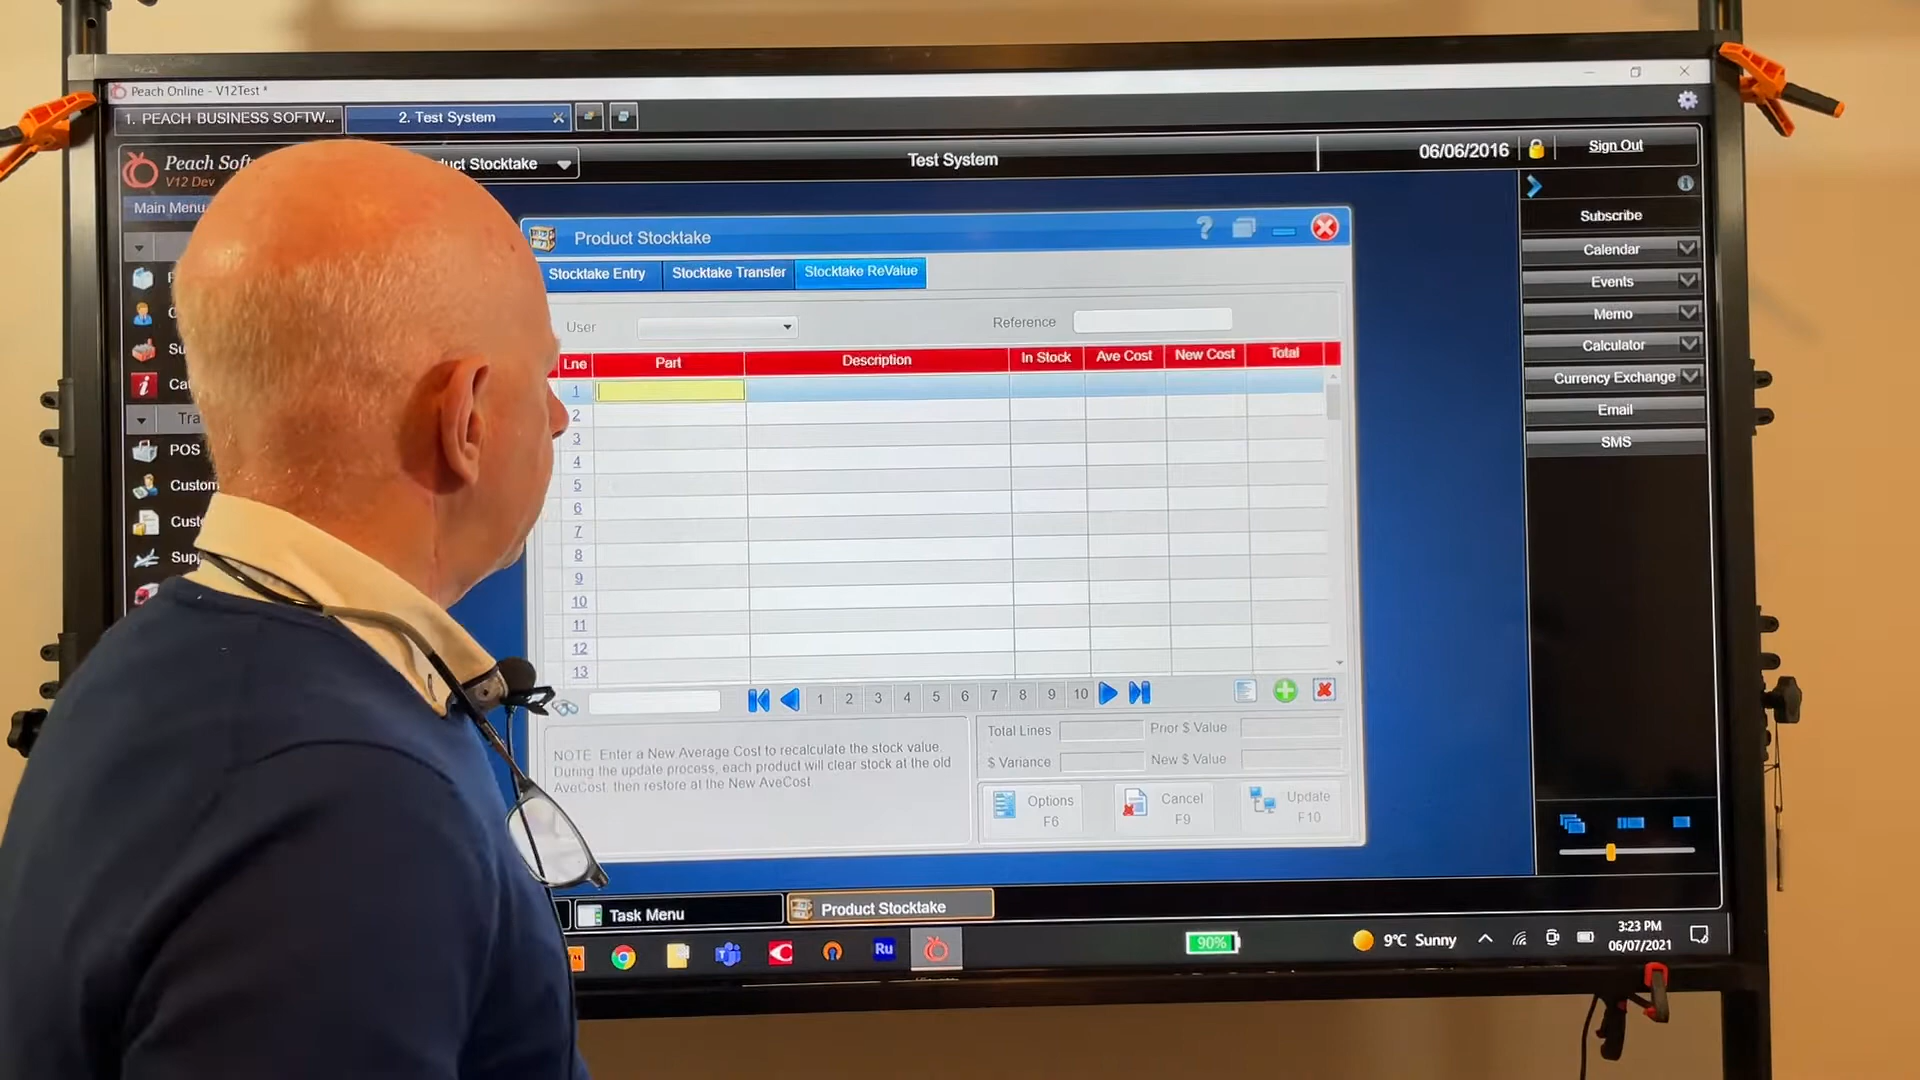 Peach Online - V12Test *
1. PEACH BUSINESS SOFTW...
2. Test System
Peach Soft
V12 Dev
uct Stocktake
Test System
06/06/2016
Sign Out
Main Menu
Subscribe
Calendar
Events
Memo
Calculator
Currency Exchange
Email
SMS
Su
Cat
Tra
POS
Custom
Cust
Supp
Product Stocktake
Stocktake Entry
Stocktake Transfer
Stocktake ReValue
User
Reference
Lne Part Description In Stock Ave Cost New Cost Total
1
2
3
4
5
6
7
8
9
10
11
12
13
1 2 3 4 5 6 7 8 9 10
NOTE Enter a New Average Cost to recalculate the stock value.
During the update process, each product will clear stock at the old
AveCost, then restore at the New AveCost
Total Lines
Prior $ Value
$ Variance
New $ Value
Options
F6
Cancel
F9
Update
F10
Task Menu
Product Stocktake
Ru
90%
9°C Sunny
3:23 PM
06/07/2021